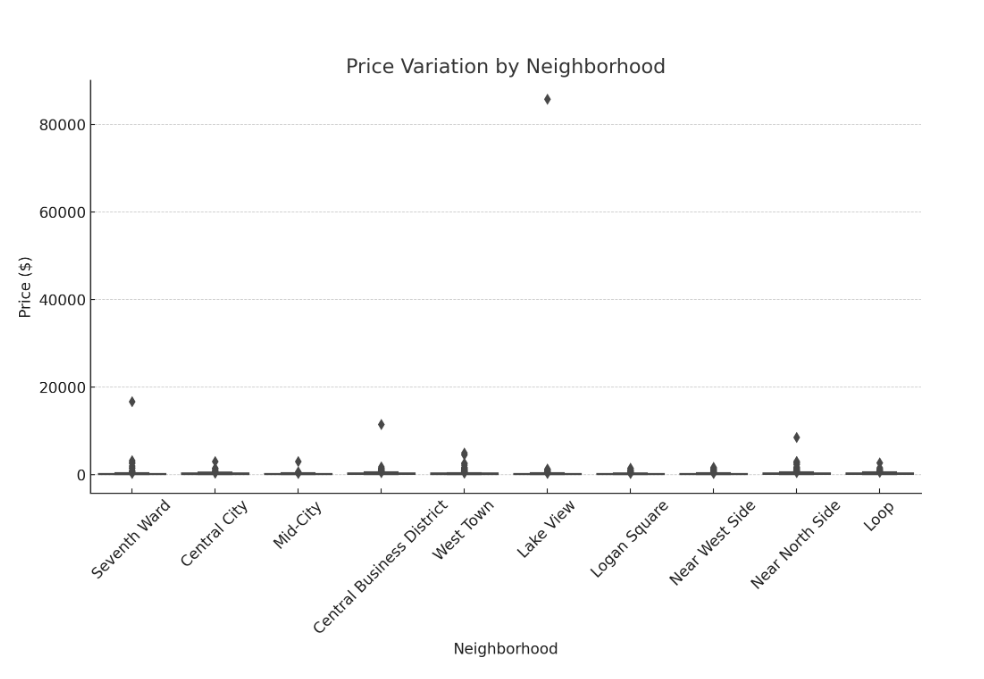 Price Variation by Neighborhood
80000
60000
40000
20000
0
Price ($)
Seventh Ward
Central City
Mid-City
Central Business District
West Town
Lake View
Logan Square
Near West Side
Near North Side
Loop
Neighborhood